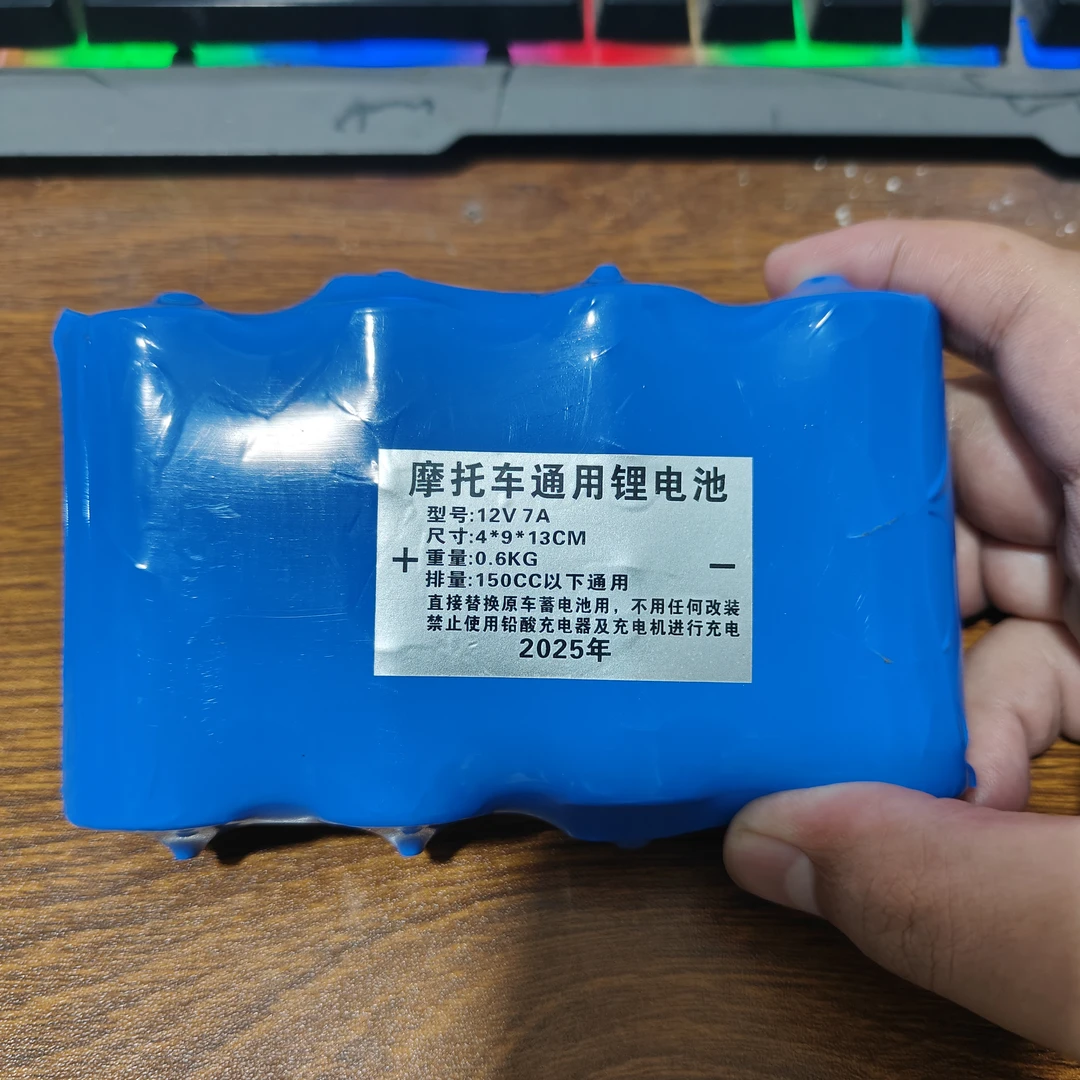 摩托车通用锂电池
型号:12V 7A
尺寸:4*9*13CM
+ 重量:0.6KG −
排量:150CC以下通用
直接替换原车蓄电池用，不用任何改装
禁止使用铅酸充电器及充电机进行充电
2025年